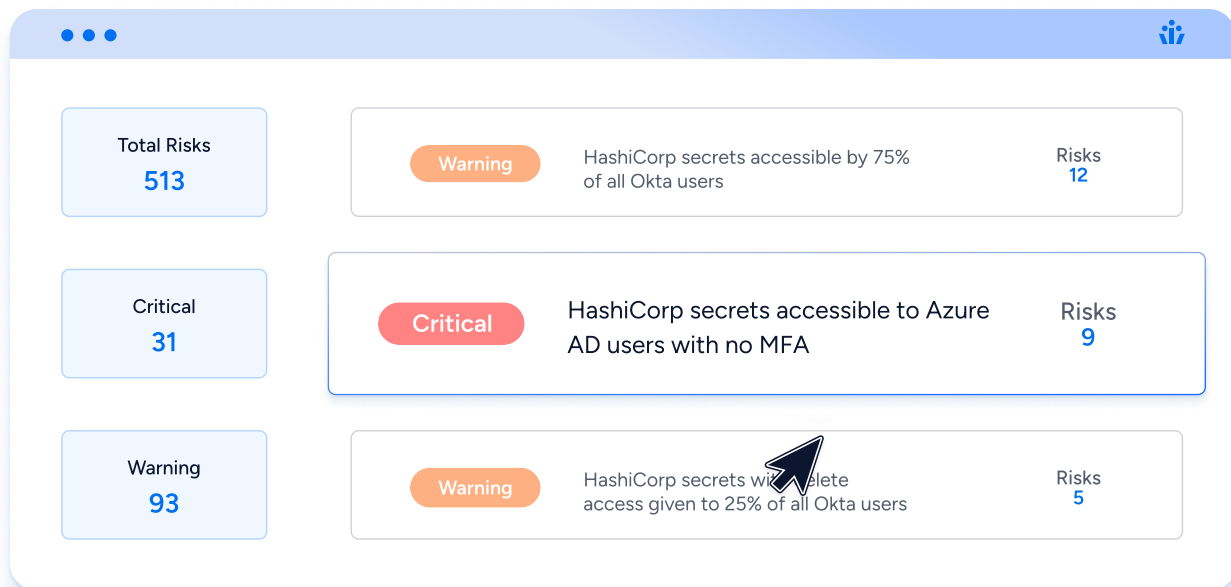 Total Risks
513
Warning
HashiCorp secrets accessible by 75%
of all Okta users
Risks
12
Critical
31
Critical
HashiCorp secrets accessible to Azure
AD users with no MFA
Risks
9
Warning
93
Warning
HashiCorp secrets
access given to 25% of all Okta users
Risks
5